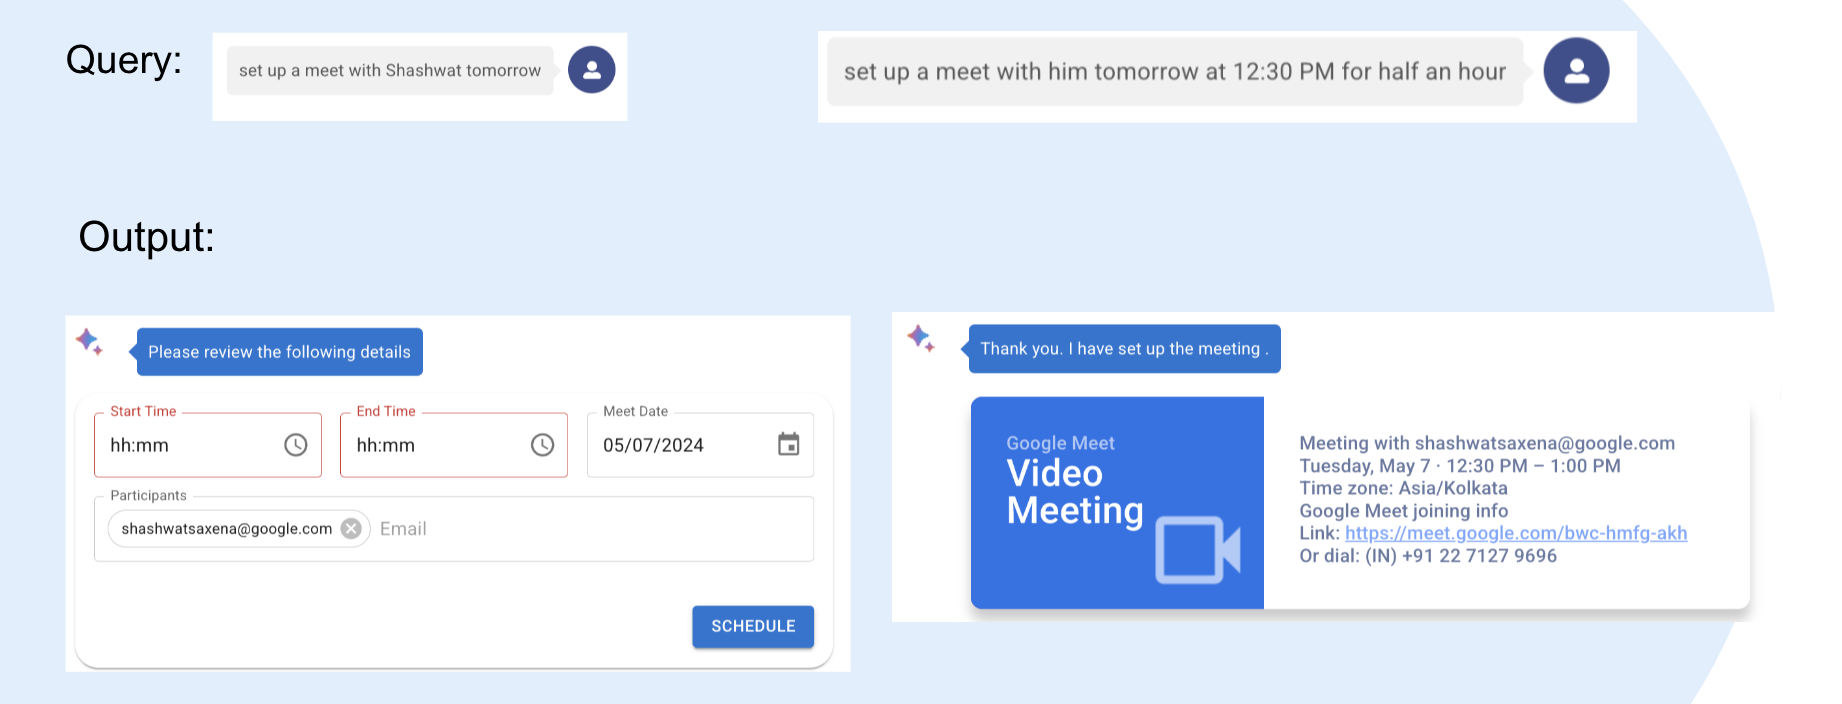 Query:
set up a meet with Shashwat tomorrow
set up a meet with him tomorrow at 12:30 PM for half an hour
Output:
Please review the following details
Start Time
hh:mm
End Time
hh:mm
Meet Date
05/07/2024
Participants
shashwatsaxena@google.com
Email
SCHEDULE
Thank you. I have set up the meeting .
Google Meet
Video
Meeting
Meeting with shashwatsaxena@google.com
Tuesday, May 7 · 12:30 PM – 1:00 PM
Time zone: Asia/Kolkata
Google Meet joining info
Link: https://meet.google.com/bwc-hmfg-akh
Or dial: (IN) +91 22 7127 9696